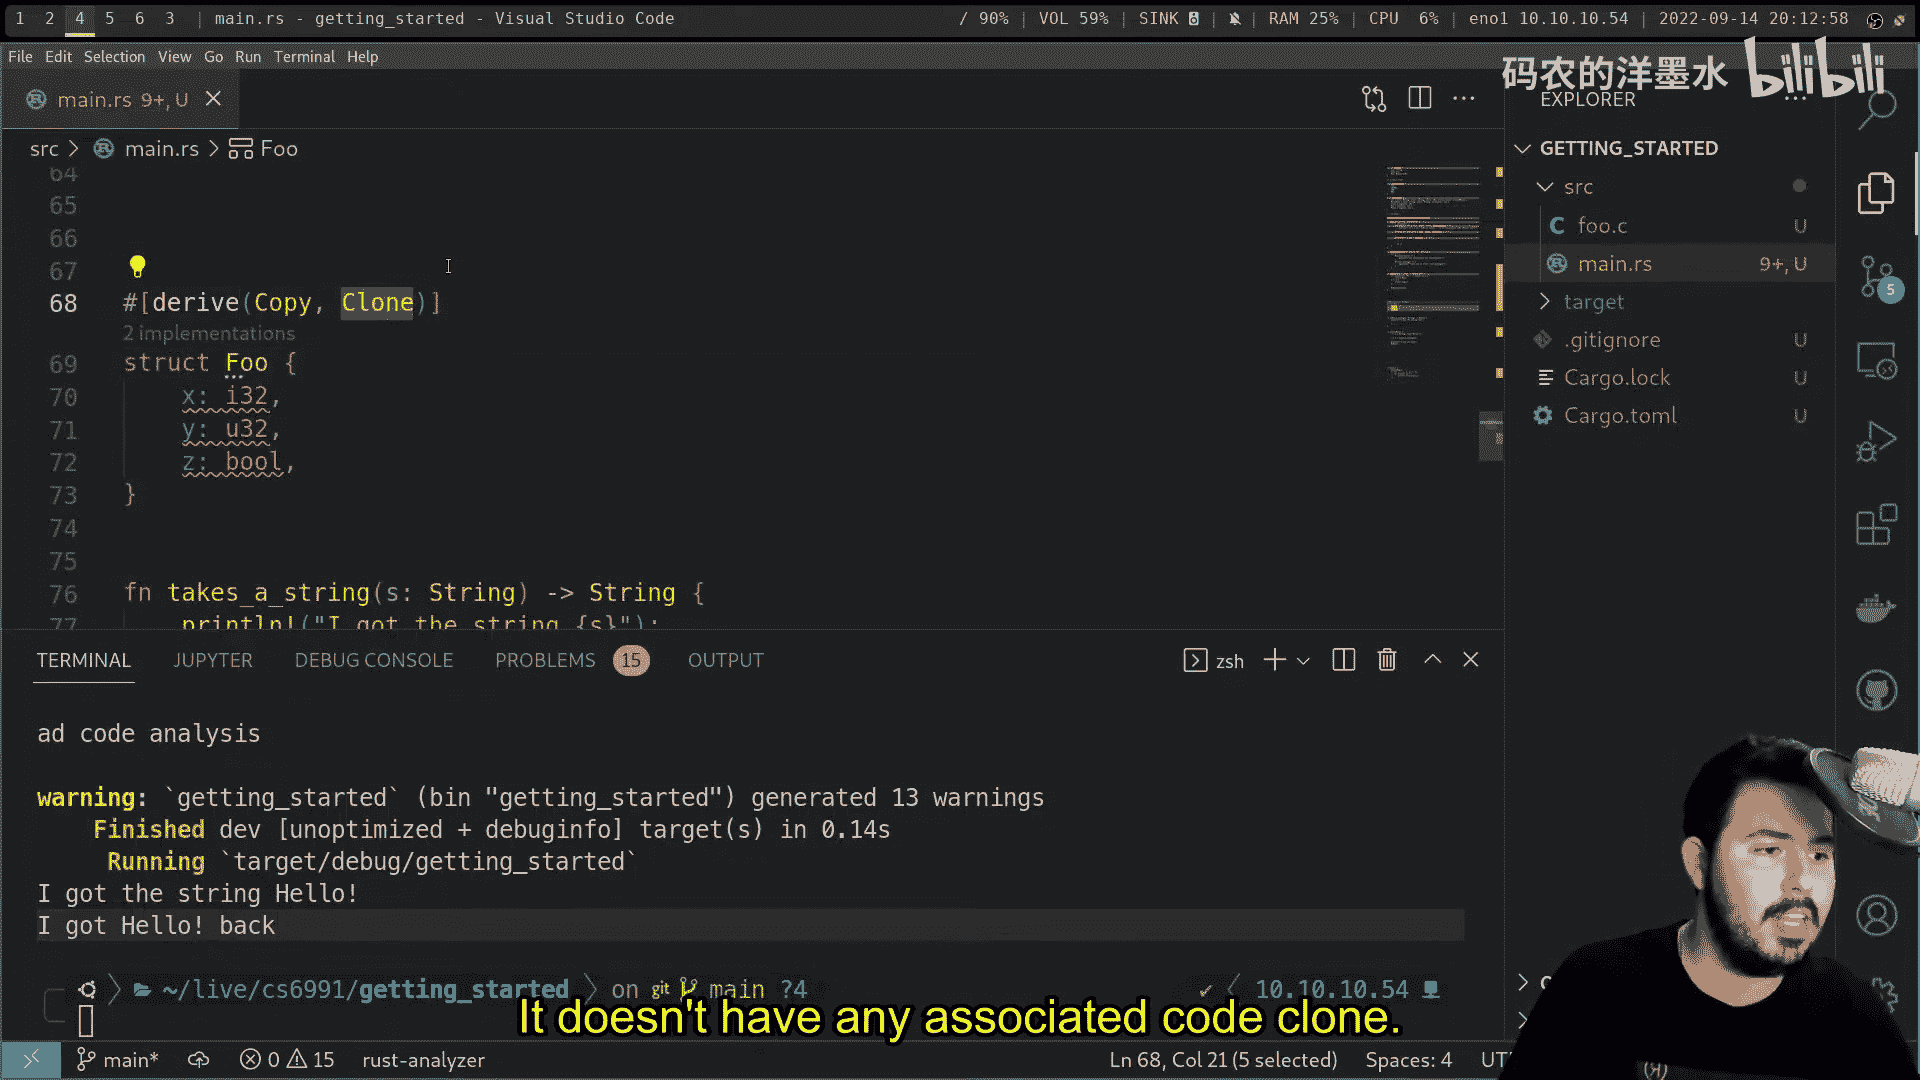 1 2 4 5 6 3 | main.rs - getting_started - Visual Studio Code
/ 90% | VOL 59% | SINK | | RAM 25% | CPU 6% | eno1 10.10.10.54 | 2022-09-14 20:12:58
File Edit Selection View Go Run Terminal Help
码农的洋墨水 bilibili
main.rs 9+, U
EXPLORER
src > main.rs > Foo
GETTING_STARTED
src
foo.c U
main.rs 9+, U
target
.gitignore U
Cargo.lock U
Cargo.toml U
5
64
65
66
67
68 #[derive(Copy, Clone)]
2 implementations
69 struct Foo {
70 x: i32,
71 y: u32,
72 z: bool,
73 }
74
75
76 fn takes_a_string(s: String) -> String {
77 println!("I got the string {s}");
TERMINAL JUPYTER DEBUG CONSOLE PROBLEMS 15 OUTPUT
zsh
ad code analysis
warning: `getting_started` (bin "getting_started") generated 13 warnings
Finished dev [unoptimized + debuginfo] target(s) in 0.14s
Running `target/debug/getting_started`
I got the string Hello!
I got Hello! back
~/live/cs6991/getting_started on git main ?4
10.10.10.54
It doesn't have any associated code clone.
main* 0 15 rust-analyzer
Ln 68, Col 21 (5 selected) Spaces: 4